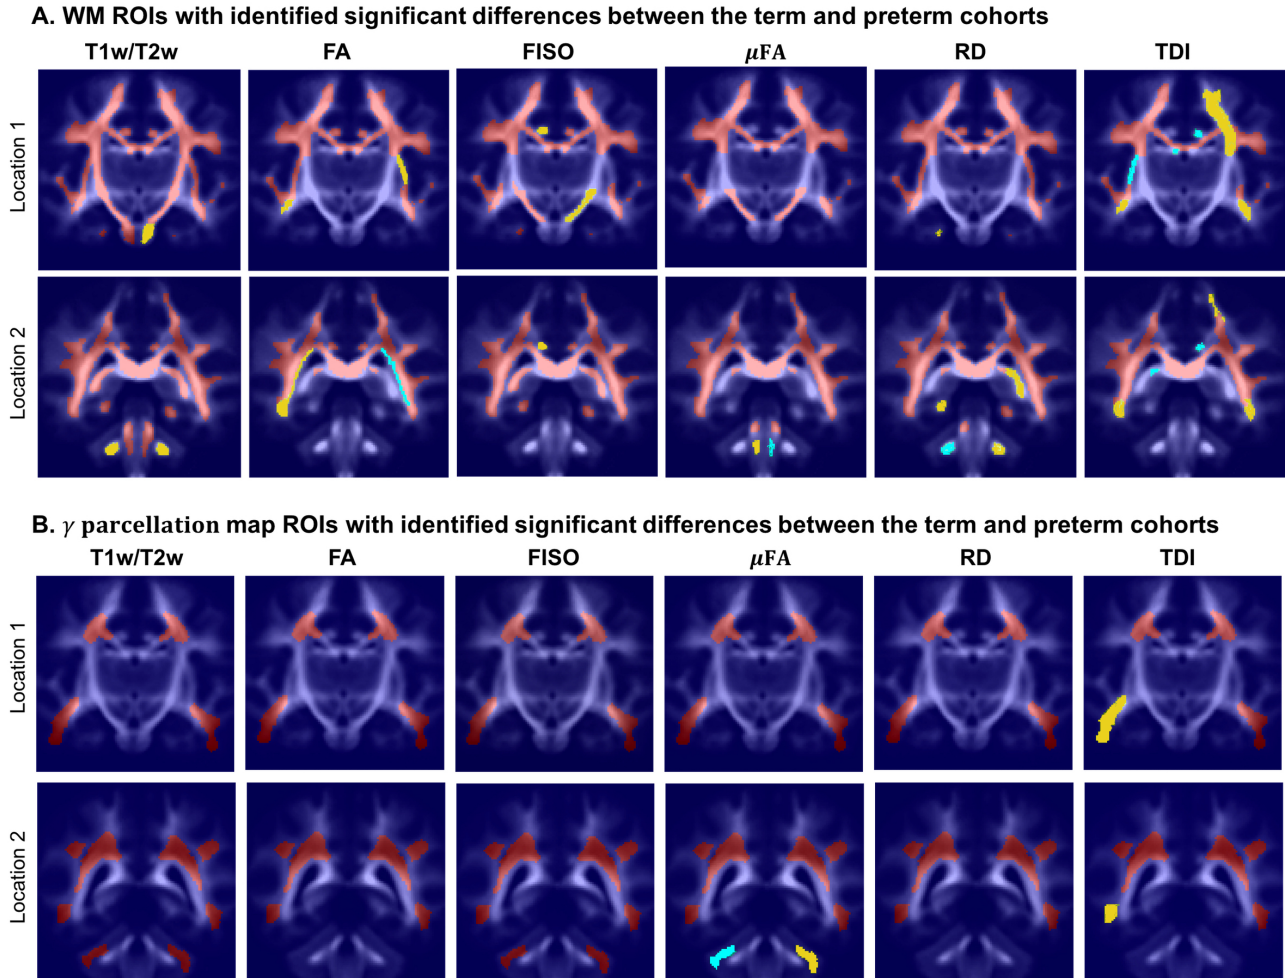 A. WM ROIs with identified significant differences between the term and preterm cohorts
T1w/T2w FA FISO μFA RD TDI
Location 1
Location 2
B. γ parcellation map ROIs with identified significant differences between the term and preterm cohorts
T1w/T2w FA FISO μFA RD TDI
Location 1
Location 2